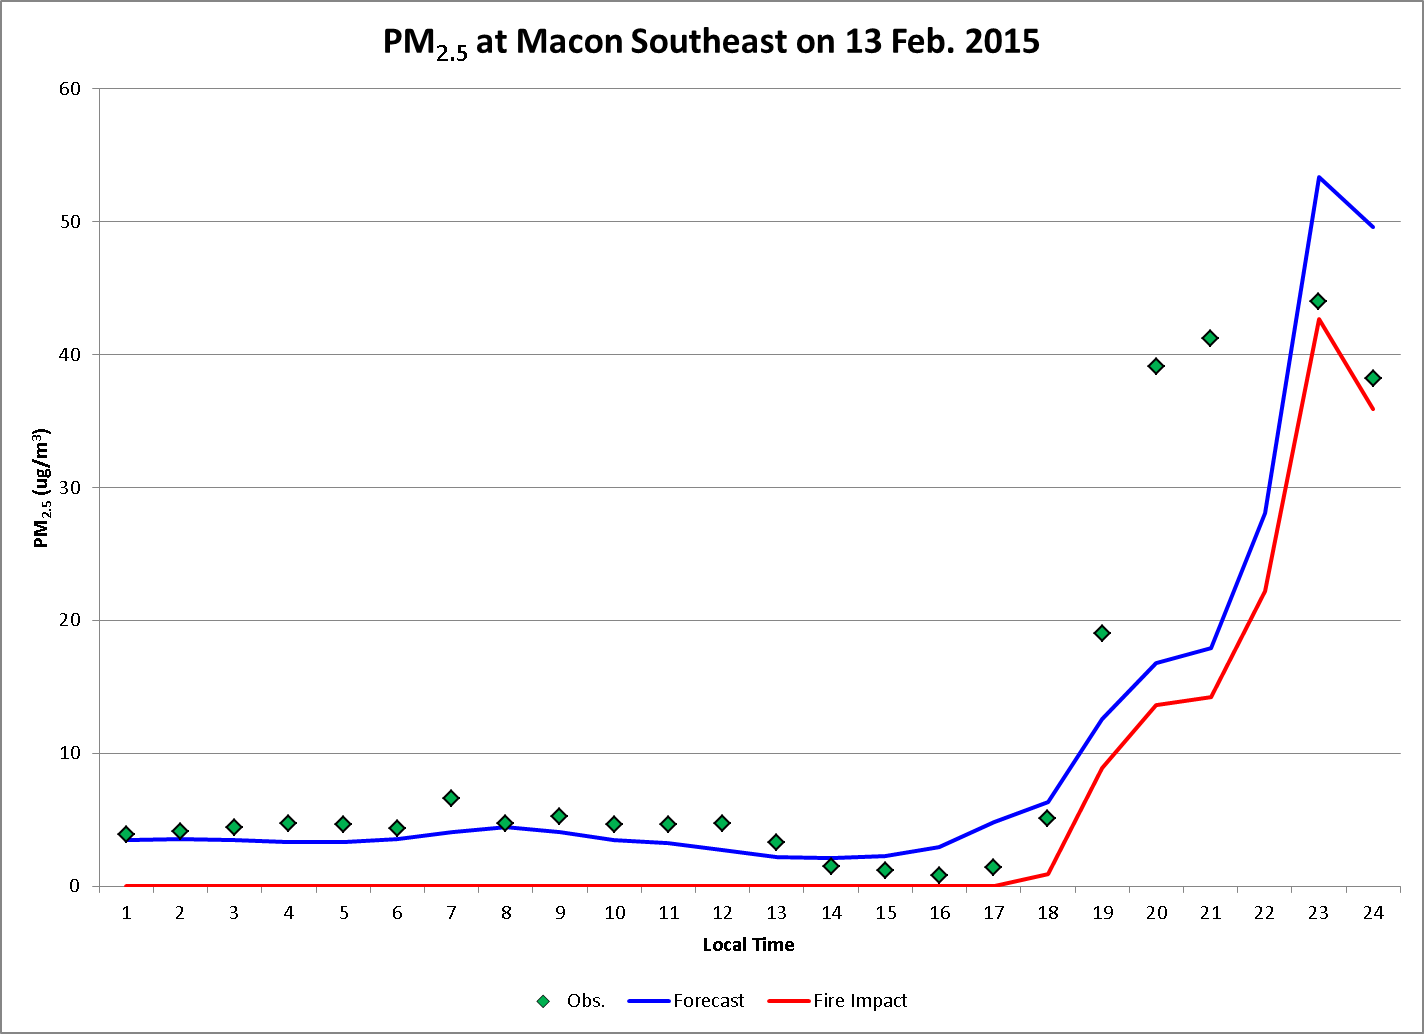 PM2.5 at Macon Southeast on 13 Feb. 2015
60
50
40
30
20
10
0
PM2.5 (ug/m³)
1 2 3 4 5 6 7 8 9 10 11 12 13 14 15 16 17 18 19 20 21 22 23 24
Local Time
Obs. Forecast Fire Impact